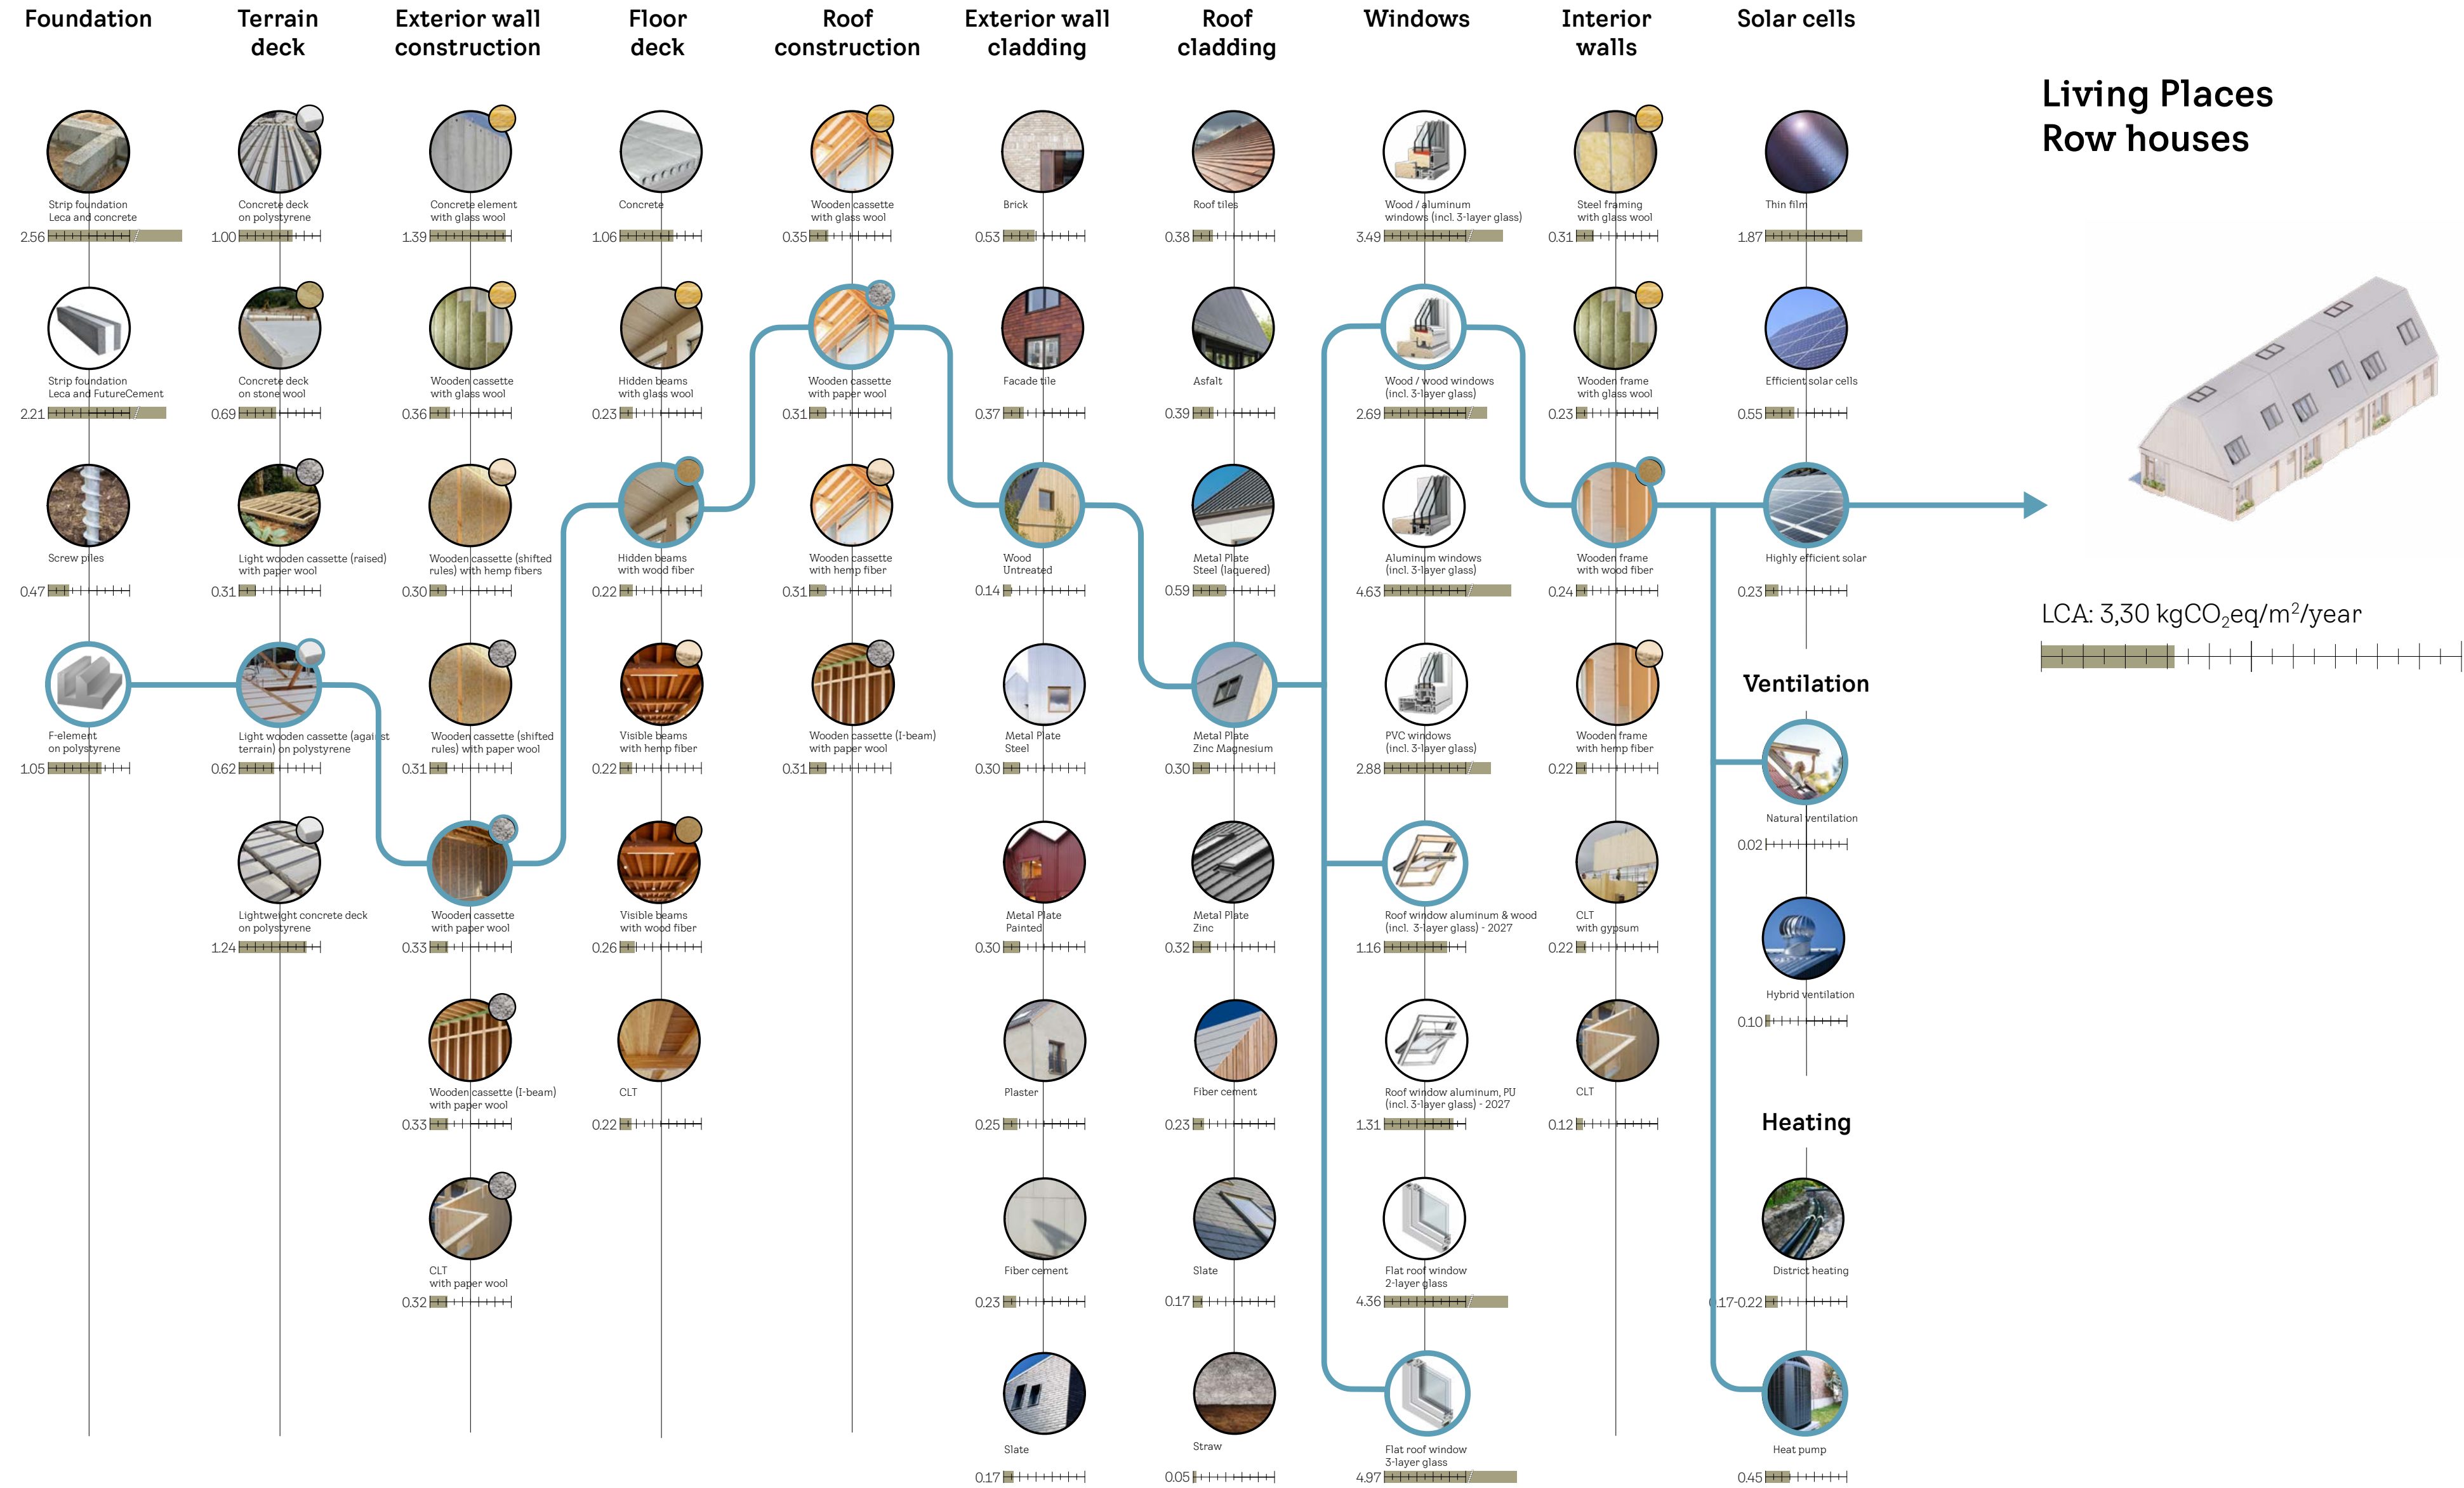 Foundation
Terrain
deck
Exterior wall
construction
Floor
deck
Roof
construction
Exterior wall
cladding
Roof
cladding
Windows
Interior
walls
Solar cells
Living Places
Row houses
Strip foundation
Leca and concrete
2.56
Strip foundation
Leca and FutureCement
2.21
Screw piles
0.47
F-element
on polystyrene
1.05
Concrete deck
on polystyrene
1.00
Concrete deck
on stone wool
0.69
Light wooden cassette (raised)
with paper wool
0.31
Light wooden cassette (against
terrain) on polystyrene
0.62
Lightweight concrete deck
on polystyrene
1.24
Concrete element
with glass wool
1.39
Wooden cassette
with glass wool
0.36
Wooden cassette (shifted
rules) with hemp fibers
0.30
Wooden cassette (shifted
rules) with paper wool
0.31
Wooden cassette
with paper wool
0.33
Wooden cassette (I-beam)
with paper wool
0.33
CLT
with paper wool
0.32
Concrete
1.06
Hidden beams
with glass wool
0.23
Hidden beams
with wood fiber
0.22
Visible beams
with hemp fiber
0.22
Visible beams
with wood fiber
0.26
CLT
0.22
Wooden cassette
with glass wool
0.35
Wooden cassette
with paper wool
0.31
Wooden cassette
with hemp fiber
0.31
Wooden cassette (I-beam)
with paper wool
0.31
Brick
0.53
Facade tile
0.37
Wood
Untreated
0.14
Metal Plate
Steel
0.30
Metal Plate
Painted
0.30
Plaster
0.25
Fiber cement
0.23
Slate
0.17
Roof tiles
0.38
Asfalt
0.39
Metal Plate
Steel (laquered)
0.59
Metal Plate
Zinc Magnesium
0.30
Metal Plate
Zinc
0.32
Fiber cement
0.23
Slate
0.17
Straw
0.05
Wood / aluminum
windows (incl. 3-layer glass)
3.49
Wood / wood windows
(incl. 3-layer glass)
2.69
Aluminum windows
(incl. 3-layer glass)
4.63
PVC windows
(incl. 3-layer glass)
2.88
Roof window aluminum & wood
(incl. 3-layer glass) - 2027
1.16
Roof window aluminum, PU
(incl. 3-layer glass) - 2027
1.31
Flat roof window
2-layer glass
4.36
Flat roof window
3-layer glass
4.97
Steel framing
with glass wool
0.31
Wooden frame
with glass wool
0.23
Wooden frame
with wood fiber
0.24
Wooden frame
with hemp fiber
0.22
CLT
with gypsum
0.22
CLT
0.12
Thin film
1.87
Efficient solar cells
0.55
Highly efficient solar
0.23
Ventilation
Natural ventilation
0.02
Hybrid ventilation
0.10
Heating
District heating
0.17-0.22
Heat pump
0.45
LCA: 3,30 kgCO₂eq/m²/year